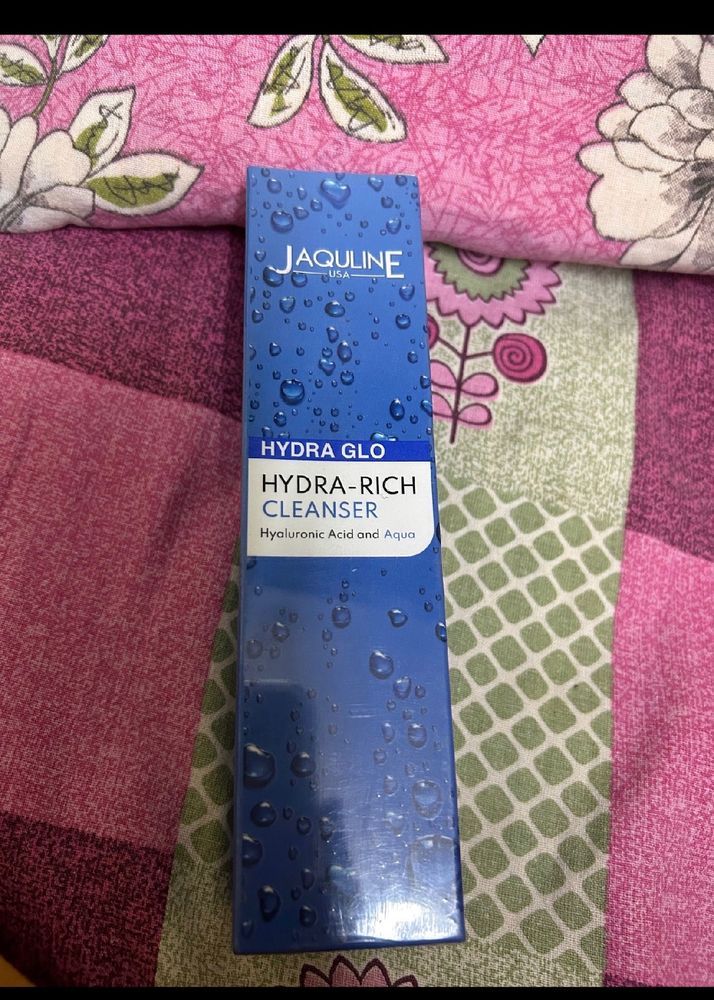 JAQULINE
USA
HYDRA GLO
HYDRA-RICH
CLEANSER
Hyaluronic Acid and Aqua